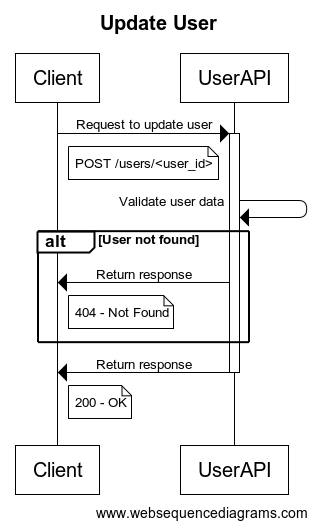 Update User
Client UserAPI
Request to update user
POST /users/<user_id>
Validate user data
alt [User not found]
Return response
404 - Not Found
Return response
200 - OK
Client UserAPI
www.websequencediagrams.com